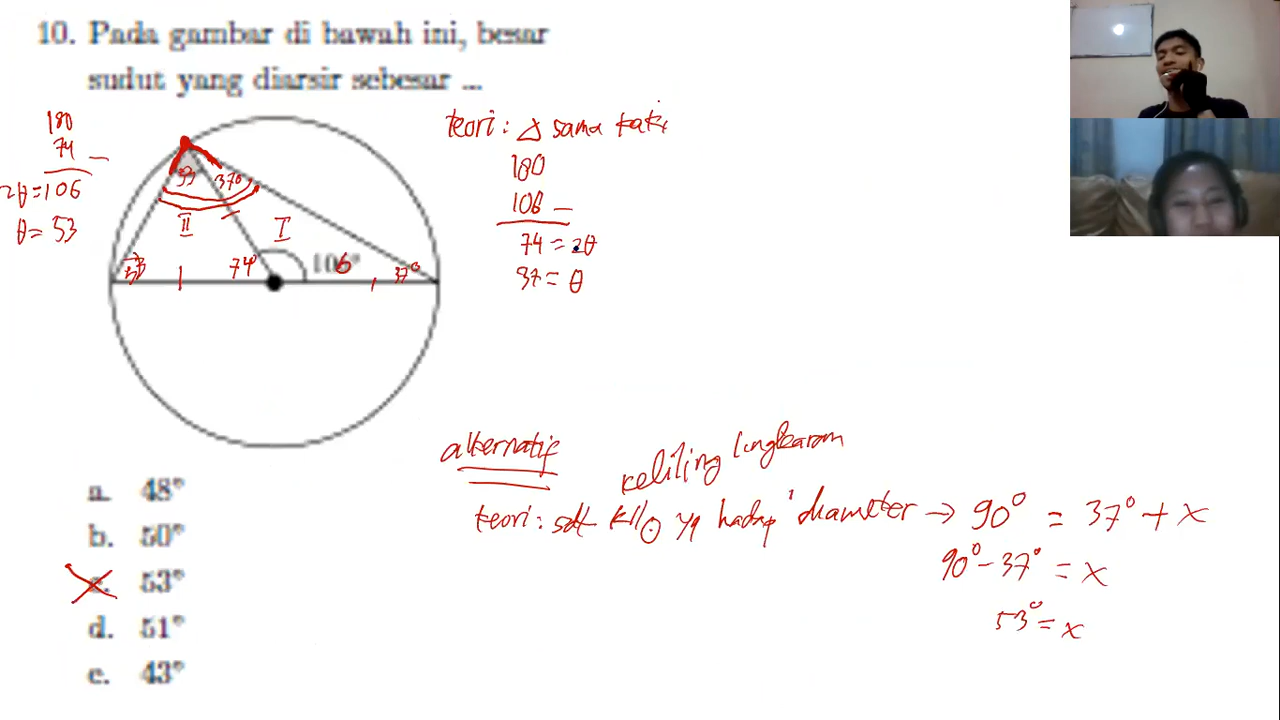 10. Pada gambar di bawah ini, besar
sudut yang diarsir sebesar ...
180
74 –
2θ = 106
θ = 53
teori : △ sama kaki
180
106 –
74 = 2θ
37 = θ
53
37°
II
I
53
74°
106°
37°
alternatif
keliling lingkaran
teori : sdt kll⊙ yg hadap diameter → 90° = 37° + x
90° – 37° = x
53° = x
a. 48°
b. 50°
c. 53°
d. 51°
e. 43°